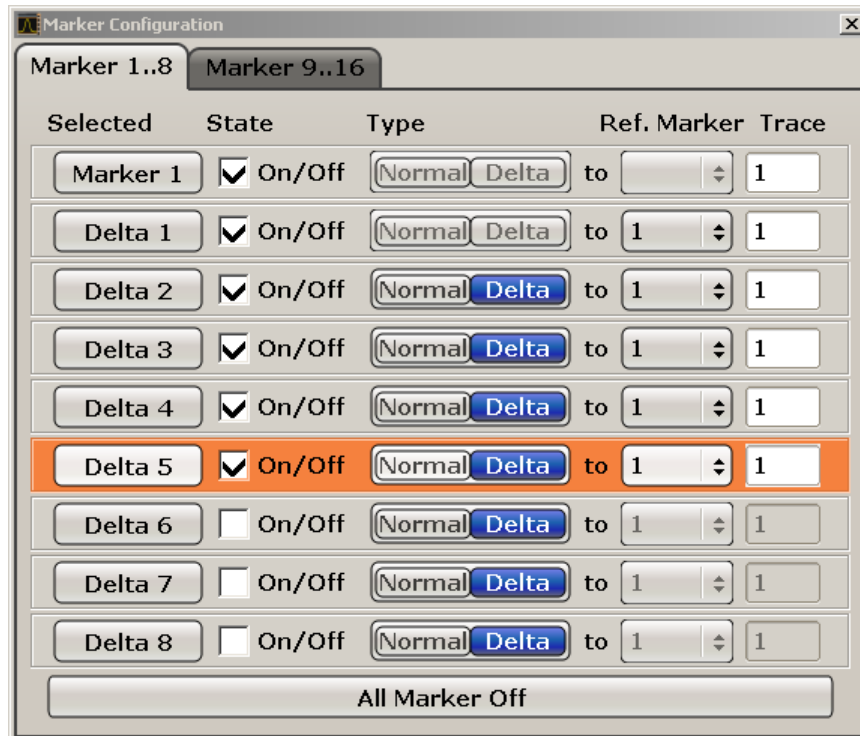 Marker Configuration
Marker 1..8 Marker 9..16
Selected State Type Ref. Marker Trace
Marker 1 On/Off Normal Delta to 1
Delta 1 On/Off Normal Delta to 1 1
Delta 2 On/Off Normal Delta to 1 1
Delta 3 On/Off Normal Delta to 1 1
Delta 4 On/Off Normal Delta to 1 1
Delta 5 On/Off Normal Delta to 1 1
Delta 6 On/Off Normal Delta to 1 1
Delta 7 On/Off Normal Delta to 1 1
Delta 8 On/Off Normal Delta to 1 1
All Marker Off